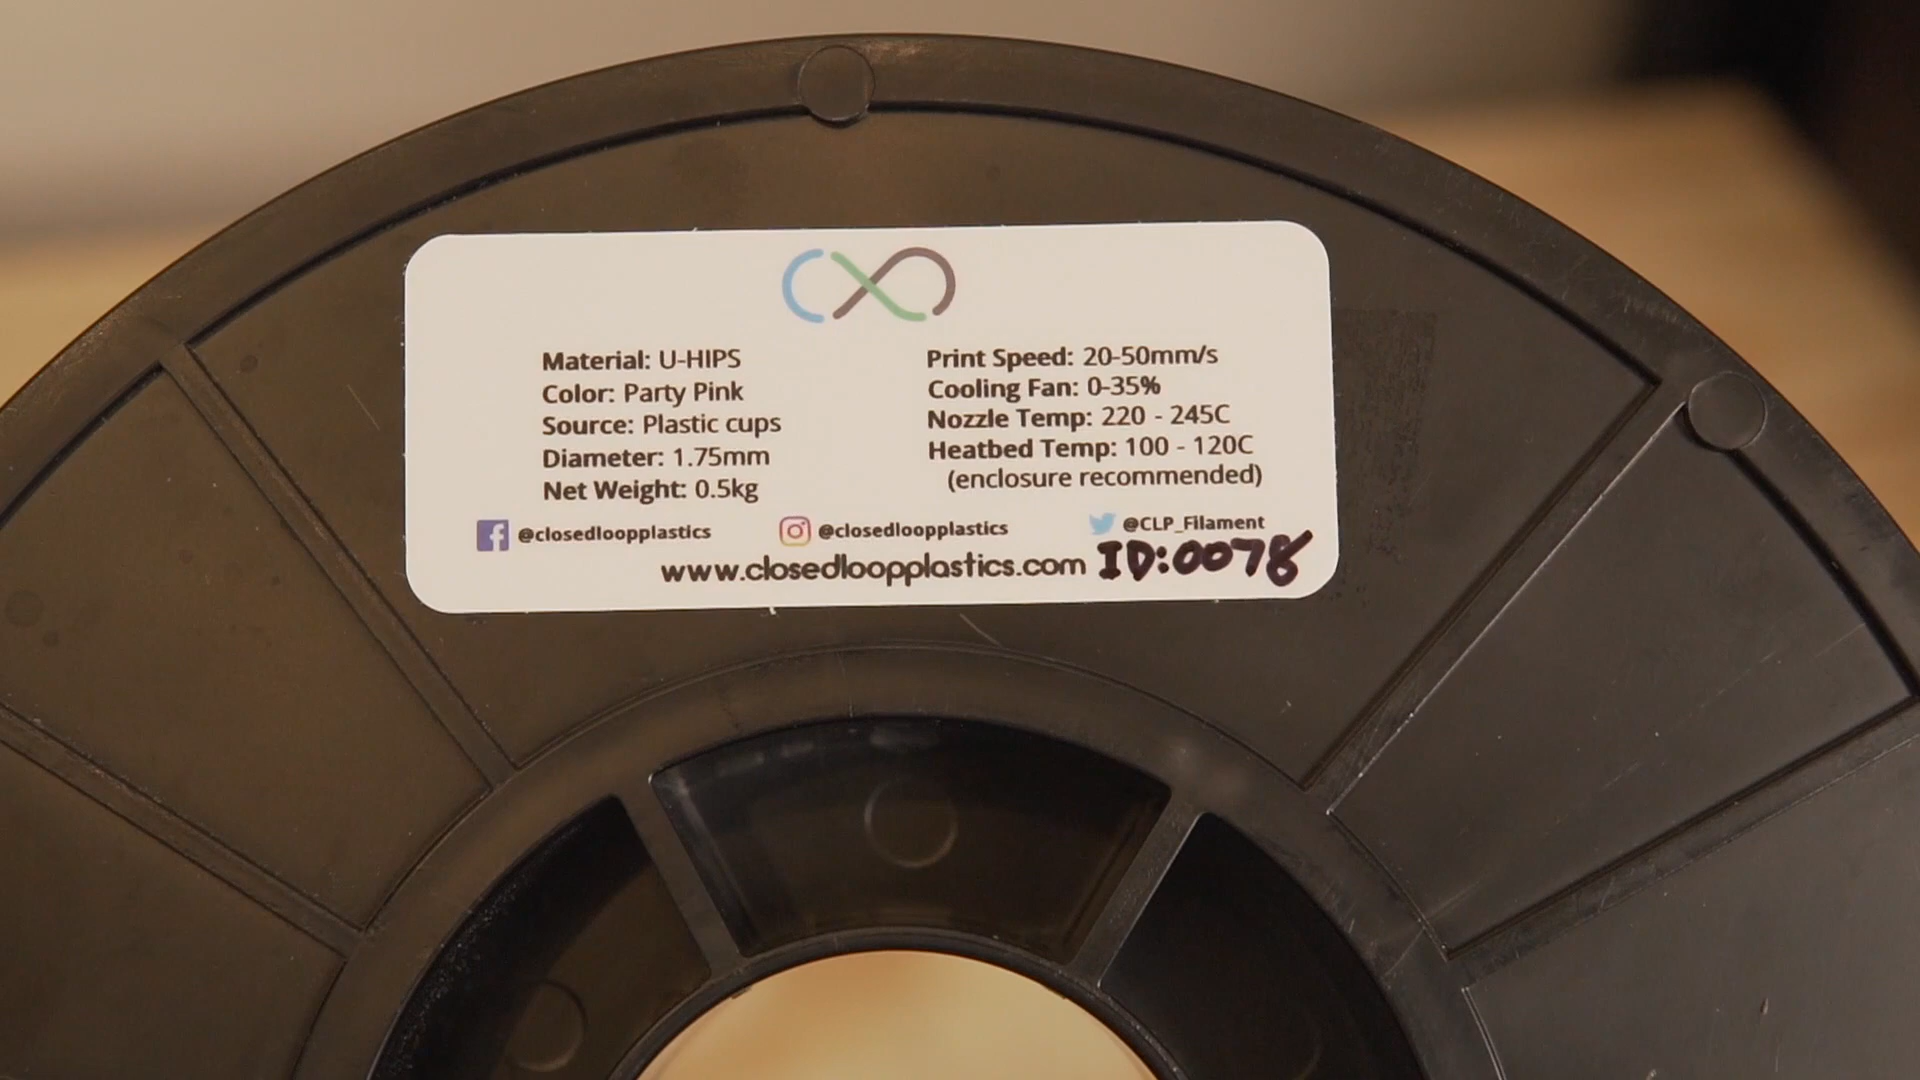 Material: U-HIPS
Color: Party Pink
Source: Plastic cups
Diameter: 1.75mm
Net Weight: 0.5kg
Print Speed: 20-50mm/s
Cooling Fan: 0-35%
Nozzle Temp: 220 - 245C
Heatbed Temp: 100 - 120C
(enclosure recommended)
@closedloopplastics @closedloopplastics @CLP_Filament
www.closedloopplastics.com ID:0078